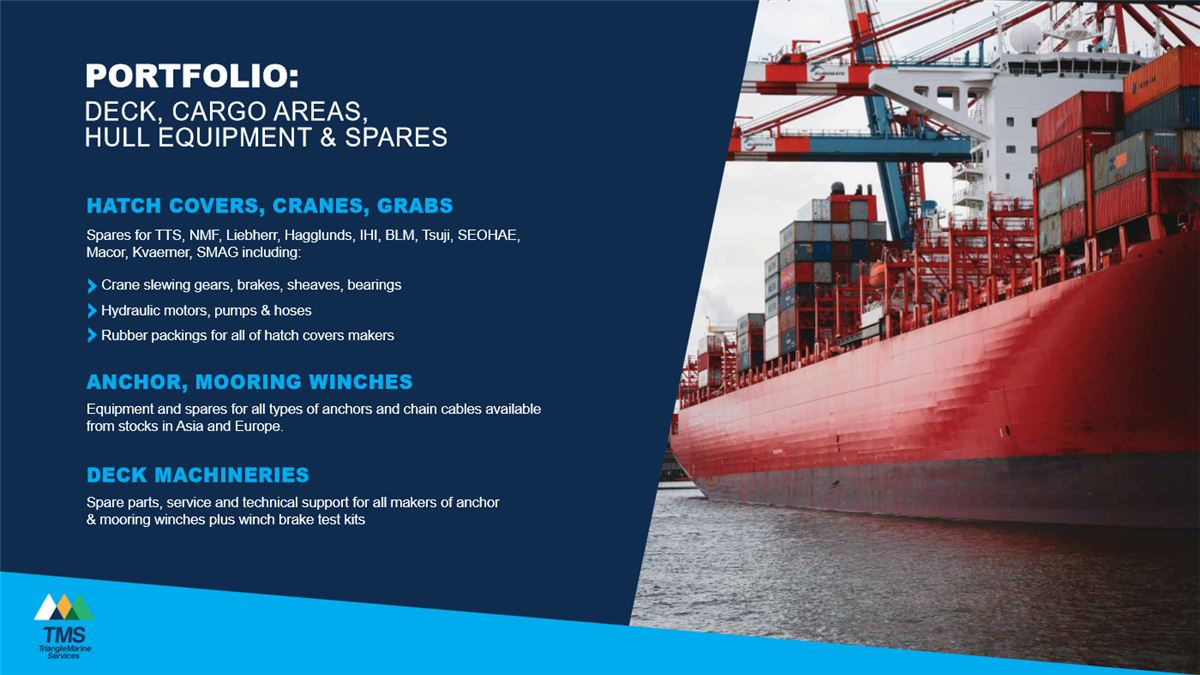 PORTFOLIO:
DECK, CARGO AREAS,
HULL EQUIPMENT & SPARES
HATCH COVERS, CRANES, GRABS
Spares for TTS, NMF, Liebherr, Hagglunds, IHI, BLM, Tsuji, SEOHAE,
Macor, Kvaerner, SMAG including:
Crane slewing gears, brakes, sheaves, bearings
Hydraulic motors, pumps & hoses
Rubber packings for all of hatch covers makers
ANCHOR, MOORING WINCHES
Equipment and spares for all types of anchors and chain cables available
from stocks in Asia and Europe.
DECK MACHINERIES
Spare parts, service and technical support for all makers of anchor
& mooring winches plus winch brake test kits
TMS
Triangle Marine
Services
EUROGATE
EUROGATE